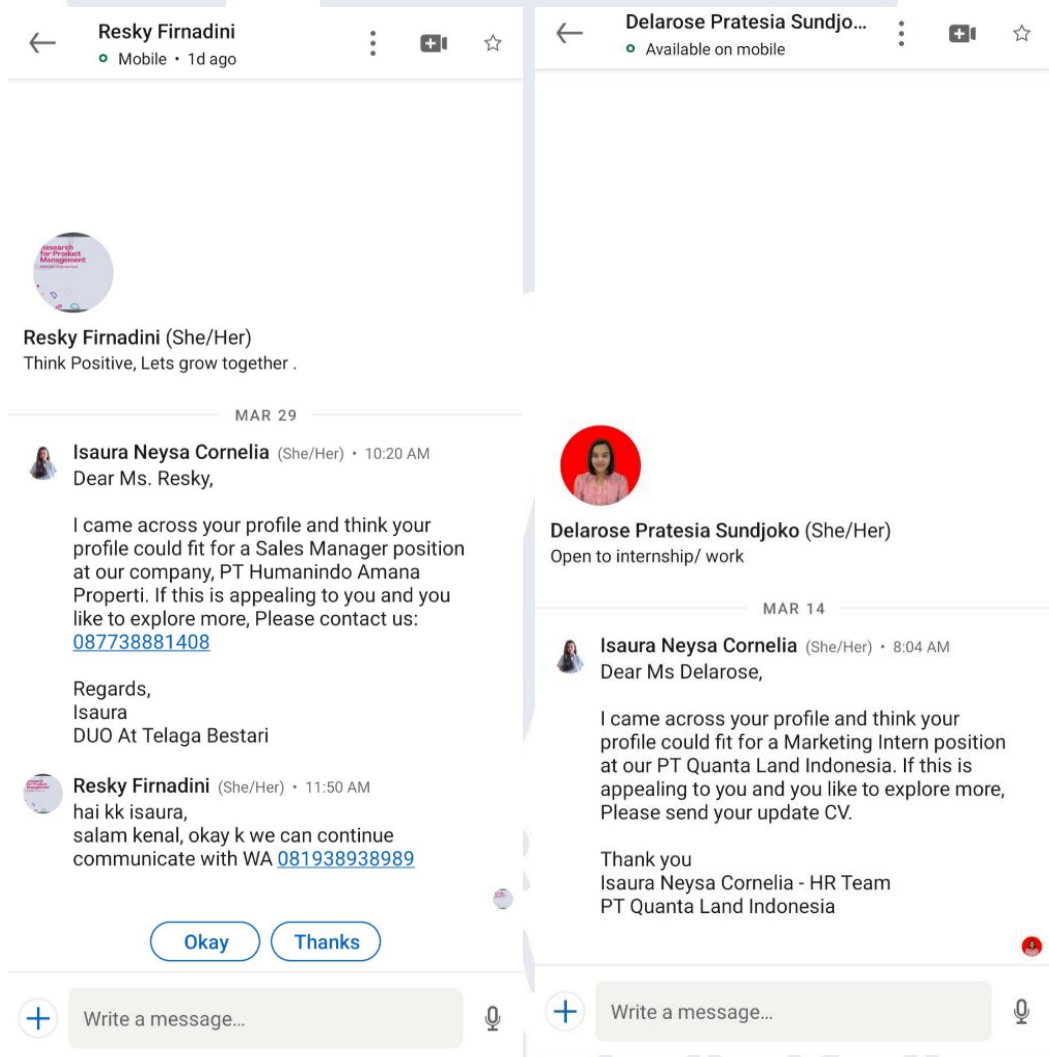 Resky Firnadini
Mobile • 1d ago
Research
for Product
Management
Resky Firnadini (She/Her)
Think Positive, Lets grow together .
MAR 29
Isaura Neysa Cornelia (She/Her) • 10:20 AM
Dear Ms. Resky,
I came across your profile and think your
profile could fit for a Sales Manager position
at our company, PT Humanindo Amana
Properti. If this is appealing to you and you
like to explore more, Please contact us:
087738881408
Regards,
Isaura
DUO At Telaga Bestari
Resky Firnadini (She/Her) • 11:50 AM
hai kk isaura,
salam kenal, okay k we can continue
communicate with WA 081938938989
Okay
Thanks
Write a message...
Delarose Pratesia Sundjo...
Available on mobile
Delarose Pratesia Sundjoko (She/Her)
Open to internship/ work
MAR 14
Isaura Neysa Cornelia (She/Her) • 8:04 AM
Dear Ms Delarose,
I came across your profile and think your
profile could fit for a Marketing Intern position
at our PT Quanta Land Indonesia. If this is
appealing to you and you like to explore more,
Please send your update CV.
Thank you
Isaura Neysa Cornelia - HR Team
PT Quanta Land Indonesia
Write a message...